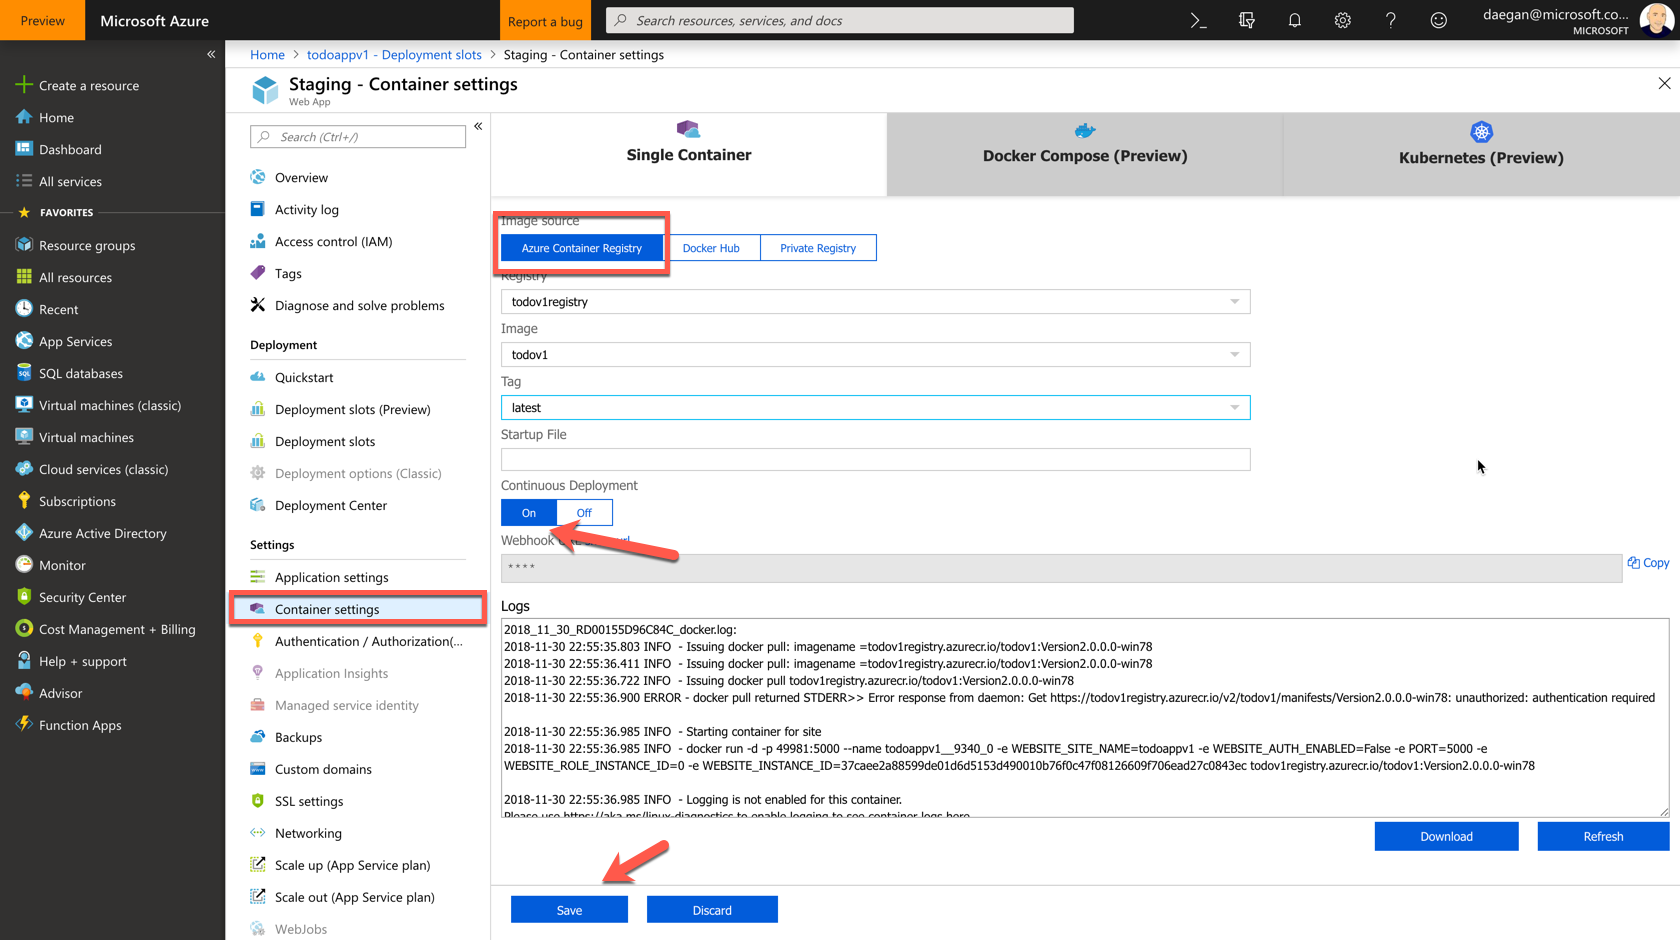 Preview
Microsoft Azure
Report a bug
Search resources, services, and docs
daegan@microsoft.co...
MICROSOFT
Home > todoappv1 - Deployment slots > Staging - Container settings
Staging - Container settings
Web App
Create a resource
Home
Dashboard
All services
FAVORITES
Resource groups
All resources
Recent
App Services
SQL databases
Virtual machines (classic)
Virtual machines
Cloud services (classic)
Subscriptions
Azure Active Directory
Monitor
Security Center
Cost Management + Billing
Help + support
Advisor
Function Apps
Search (Ctrl+/)
Overview
Activity log
Access control (IAM)
Tags
Diagnose and solve problems
Deployment
Quickstart
Deployment slots (Preview)
Deployment slots
Deployment options (Classic)
Deployment Center
Settings
Application settings
Container settings
Authentication / Authorization(...
Application Insights
Managed service identity
Backups
Custom domains
SSL settings
Networking
Scale up (App Service plan)
Scale out (App Service plan)
WebJobs
Single Container
Docker Compose (Preview)
Kubernetes (Preview)
Image source
Azure Container Registry
Docker Hub
Private Registry
Registry
todov1registry
Image
todov1
Tag
latest
Startup File
Continuous Deployment
On
Off
Webhook
url
****
Copy
Logs
2018_11_30_RD00155D96C84C_docker.log:
2018-11-30 22:55:35.803 INFO - Issuing docker pull: imagename =todov1registry.azurecr.io/todov1:Version2.0.0.0-win78
2018-11-30 22:55:36.411 INFO - Issuing docker pull: imagename =todov1registry.azurecr.io/todov1:Version2.0.0.0-win78
2018-11-30 22:55:36.722 INFO - Issuing docker pull todov1registry.azurecr.io/todov1:Version2.0.0.0-win78
2018-11-30 22:55:36.900 ERROR - docker pull returned STDERR>> Error response from daemon: Get https://todov1registry.azurecr.io/v2/todov1/manifests/Version2.0.0.0-win78: unauthorized: authentication required
2018-11-30 22:55:36.985 INFO - Starting container for site
2018-11-30 22:55:36.985 INFO - docker run -d -p 49981:5000 --name todoappv1__9340_0 -e WEBSITE_SITE_NAME=todoappv1 -e WEBSITE_AUTH_ENABLED=False -e PORT=5000 -e
WEBSITE_ROLE_INSTANCE_ID=0 -e WEBSITE_INSTANCE_ID=37caee2a88599de01d6d5153d490010b76f0c47f08126609f706ead27c0843ec todov1registry.azurecr.io/todov1:Version2.0.0.0-win78
2018-11-30 22:55:36.985 INFO - Logging is not enabled for this container.
Please use https://aka.ms/linux-diagnostics to enable logging to see container logs here.
Download
Refresh
Save
Discard